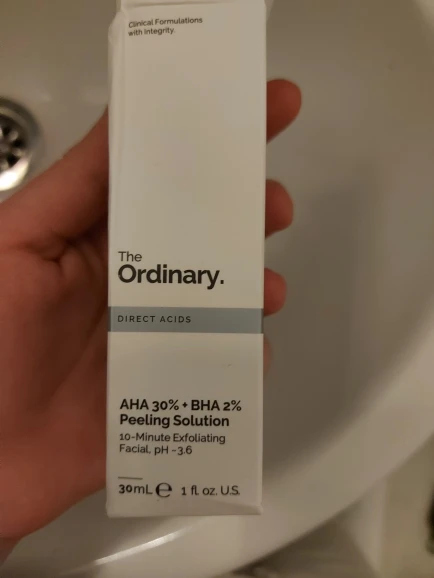 Clinical Formulations
with integrity.
The
Ordinary.
DIRECT ACIDS
AHA 30% + BHA 2%
Peeling Solution
10-Minute Exfoliating
Facial, pH ~3.6
30mL ℮ 1 fl. oz. U.S.